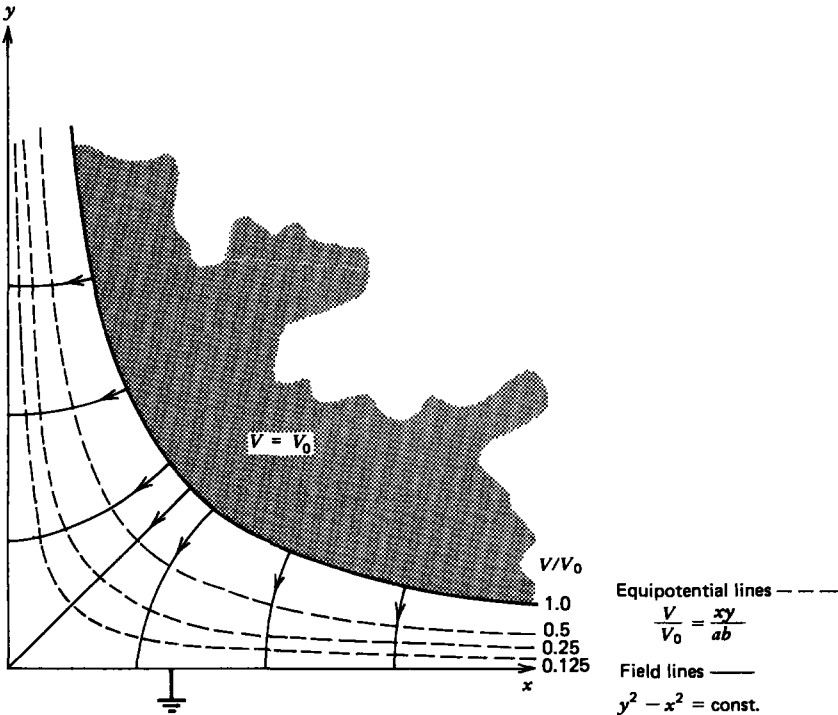 y
V = V₀
V/V₀
1.0
0.5
0.25
0.125
x
Equipotential lines – – – –
V/V₀ = xy/ab
Field lines ——
y² − x² = const.